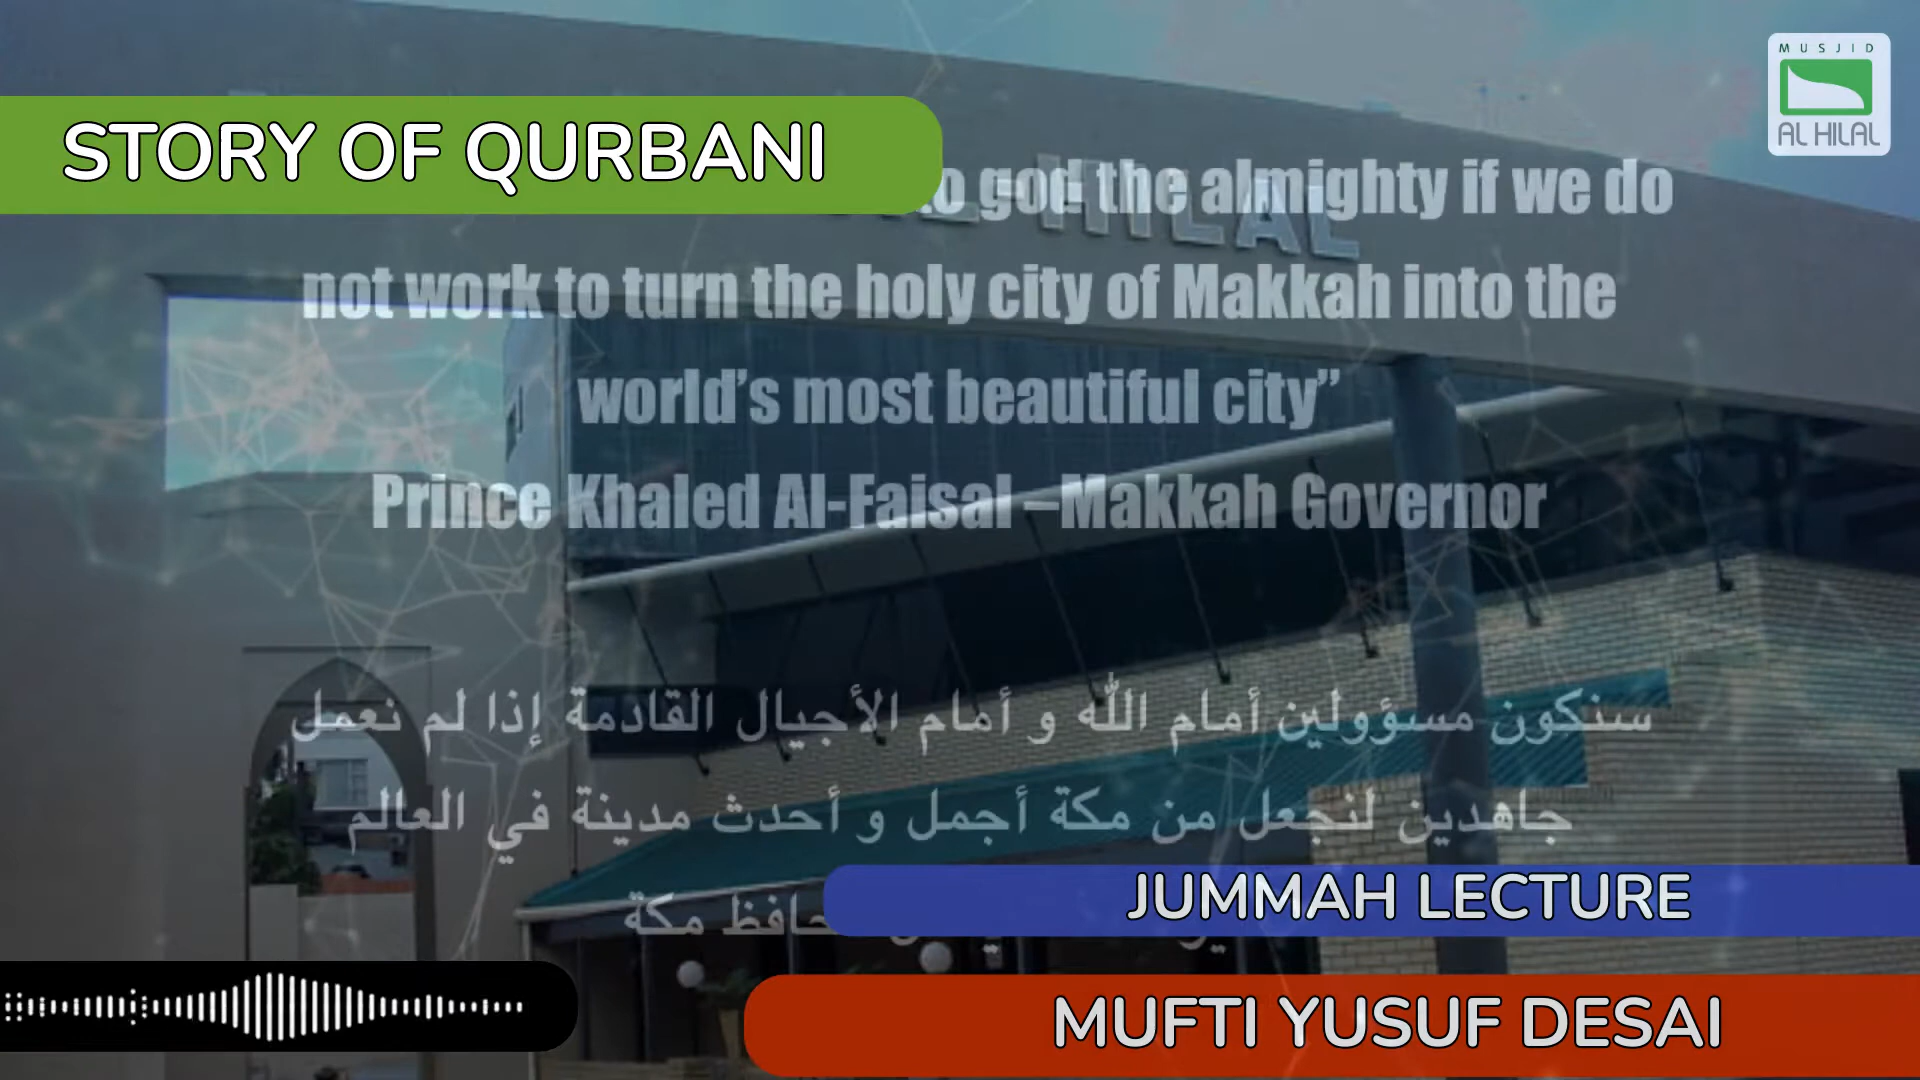 MUSJID
AL HILAL
STORY OF QURBANI
AL-HILAL
to god the almighty if we do
not work to turn the holy city of Makkah into the
world’s most beautiful city”
Prince Khaled Al-Faisal –Makkah Governor
سنكون مسؤولين أمام الله و أمام الأجيال القادمة إذا لم نعمل
جاهدين لنجعل من مكة أجمل و أحدث مدينة في العالم
مكة
JUMMAH LECTURE
MUFTI YUSUF DESAI